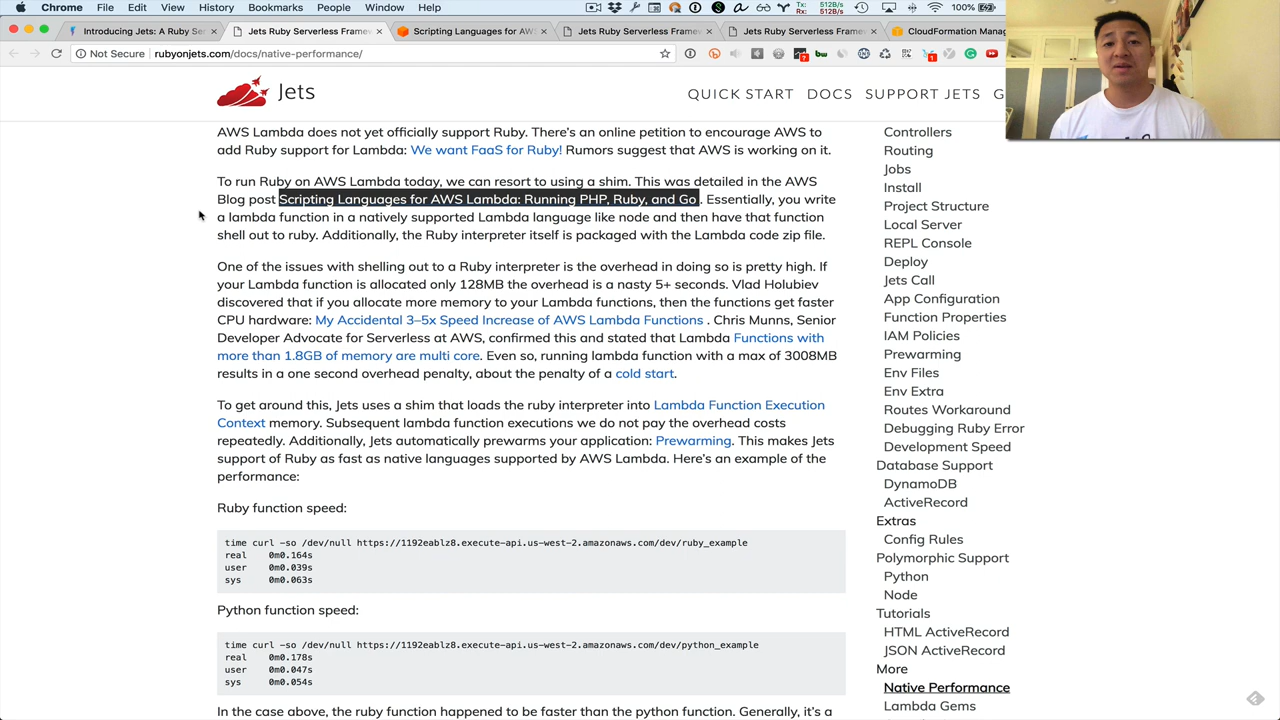 Chrome File Edit View History Bookmarks People Window Help
Tx: 512B/s
Rx: 512B/s
100%
Introducing Jets: A Ruby Ser
Jets Ruby Serverless Framew
Scripting Languages for AWS
Jets Ruby Serverless Framew
Jets Ruby Serverless Framew
CloudFormation Mana
Not Secure rubyonjets.com/docs/native-performance/
Jets
QUICK START DOCS SUPPORT JETS G
AWS Lambda does not yet officially support Ruby. There's an online petition to encourage AWS to
add Ruby support for Lambda: We want FaaS for Ruby! Rumors suggest that AWS is working on it.
To run Ruby on AWS Lambda today, we can resort to using a shim. This was detailed in the AWS
Blog post Scripting Languages for AWS Lambda: Running PHP, Ruby, and Go . Essentially, you write
a lambda function in a natively supported Lambda language like node and then have that function
shell out to ruby. Additionally, the Ruby interpreter itself is packaged with the Lambda code zip file.
One of the issues with shelling out to a Ruby interpreter is the overhead in doing so is pretty high. If
your Lambda function is allocated only 128MB the overhead is a nasty 5+ seconds. Vlad Holubiev
discovered that if you allocate more memory to your Lambda functions, then the functions get faster
CPU hardware: My Accidental 3–5x Speed Increase of AWS Lambda Functions . Chris Munns, Senior
Developer Advocate for Serverless at AWS, confirmed this and stated that Lambda Functions with
more than 1.8GB of memory are multi core. Even so, running lambda function with a max of 3008MB
results in a one second overhead penalty, about the penalty of a cold start.
To get around this, Jets uses a shim that loads the ruby interpreter into Lambda Function Execution
Context memory. Subsequent lambda function executions we do not pay the overhead costs
repeatedly. Additionally, Jets automatically prewarms your application: Prewarming. This makes Jets
support of Ruby as fast as native languages supported by AWS Lambda. Here's an example of the
performance:
Ruby function speed:
time curl -so /dev/null https://1192eablz8.execute-api.us-west-2.amazonaws.com/dev/ruby_example
real 0m0.164s
user 0m0.039s
sys 0m0.063s
Python function speed:
time curl -so /dev/null https://1192eablz8.execute-api.us-west-2.amazonaws.com/dev/python_example
real 0m0.178s
user 0m0.047s
sys 0m0.054s
In the case above, the ruby function happened to be faster than the python function. Generally, it's a
Controllers
Routing
Jobs
Install
Project Structure
Local Server
REPL Console
Deploy
Jets Call
App Configuration
Function Properties
IAM Policies
Prewarming
Env Files
Env Extra
Routes Workaround
Debugging Ruby Error
Development Speed
Database Support
DynamoDB
ActiveRecord
Extras
Config Rules
Polymorphic Support
Python
Node
Tutorials
HTML ActiveRecord
JSON ActiveRecord
More
Native Performance
Lambda Gems